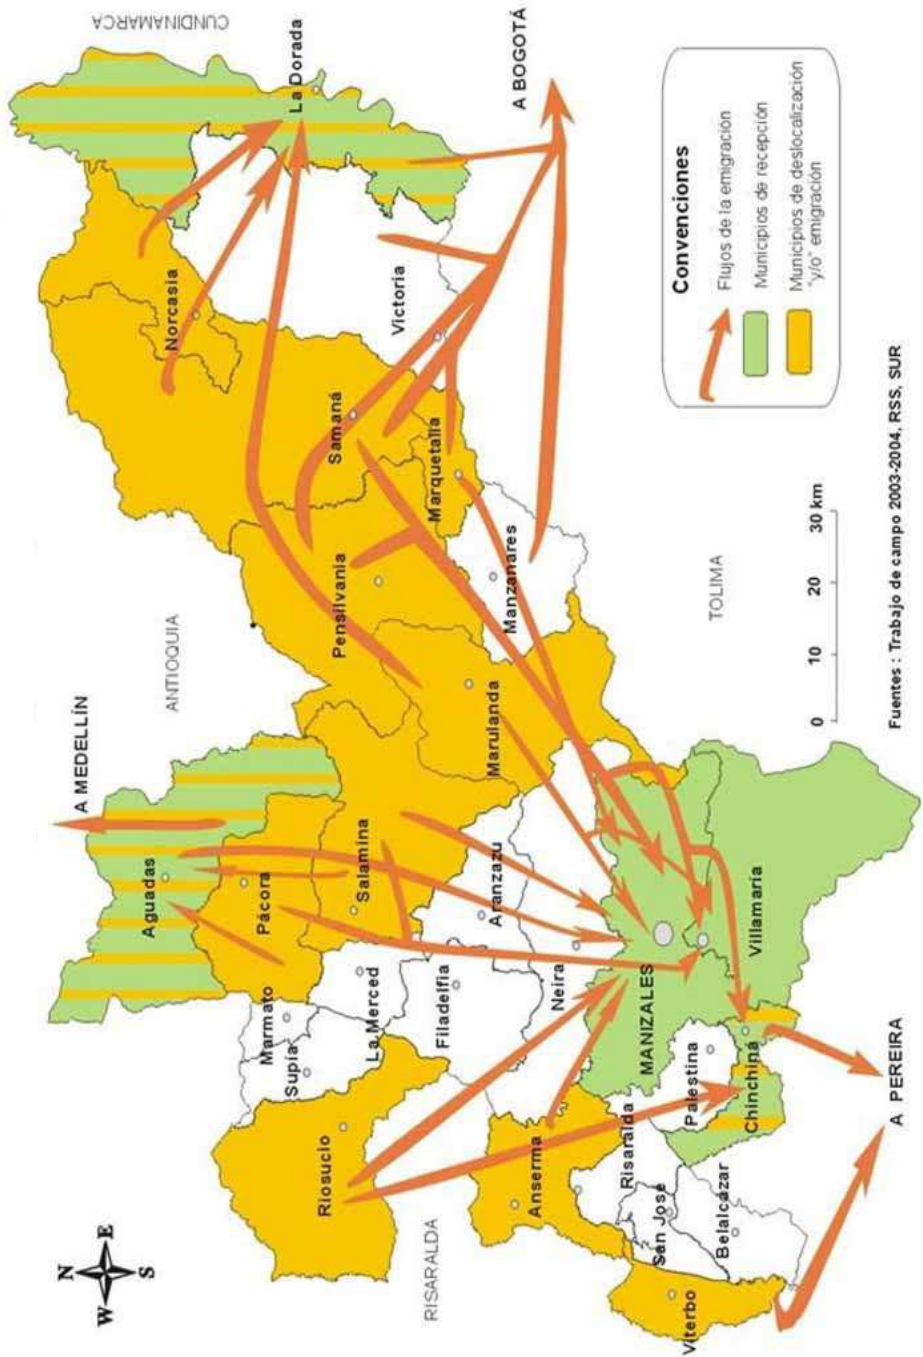 N
W E
S
CUNDINAMARCA
A MEDELLÍN
ANTIOQUIA
La Dorada
Norcasia
Aguadas
Pácora
Marmato
Supía
Salamina
La Merced
Riosucio
Pensilvania
Samaná
Victoria
A BOGOTÁ
RISARALDA
Filadelfia
Aranzazu
Marulanda
Marquetalia
Manzanares
Anserma
Neira
Risaralda
San José
MANIZALES
Palestina
Belalcázar
Viterbo
Chinchiná
Villamaría
TOLIMA
A PEREIRA
0 10 20 30 km
Convenciones
Flujos de la emigración
Municipios de recepción
Municipios de deslocalización
"y/o" emigración
Fuentes : Trabajo de campo 2003-2004, RSS, SUR